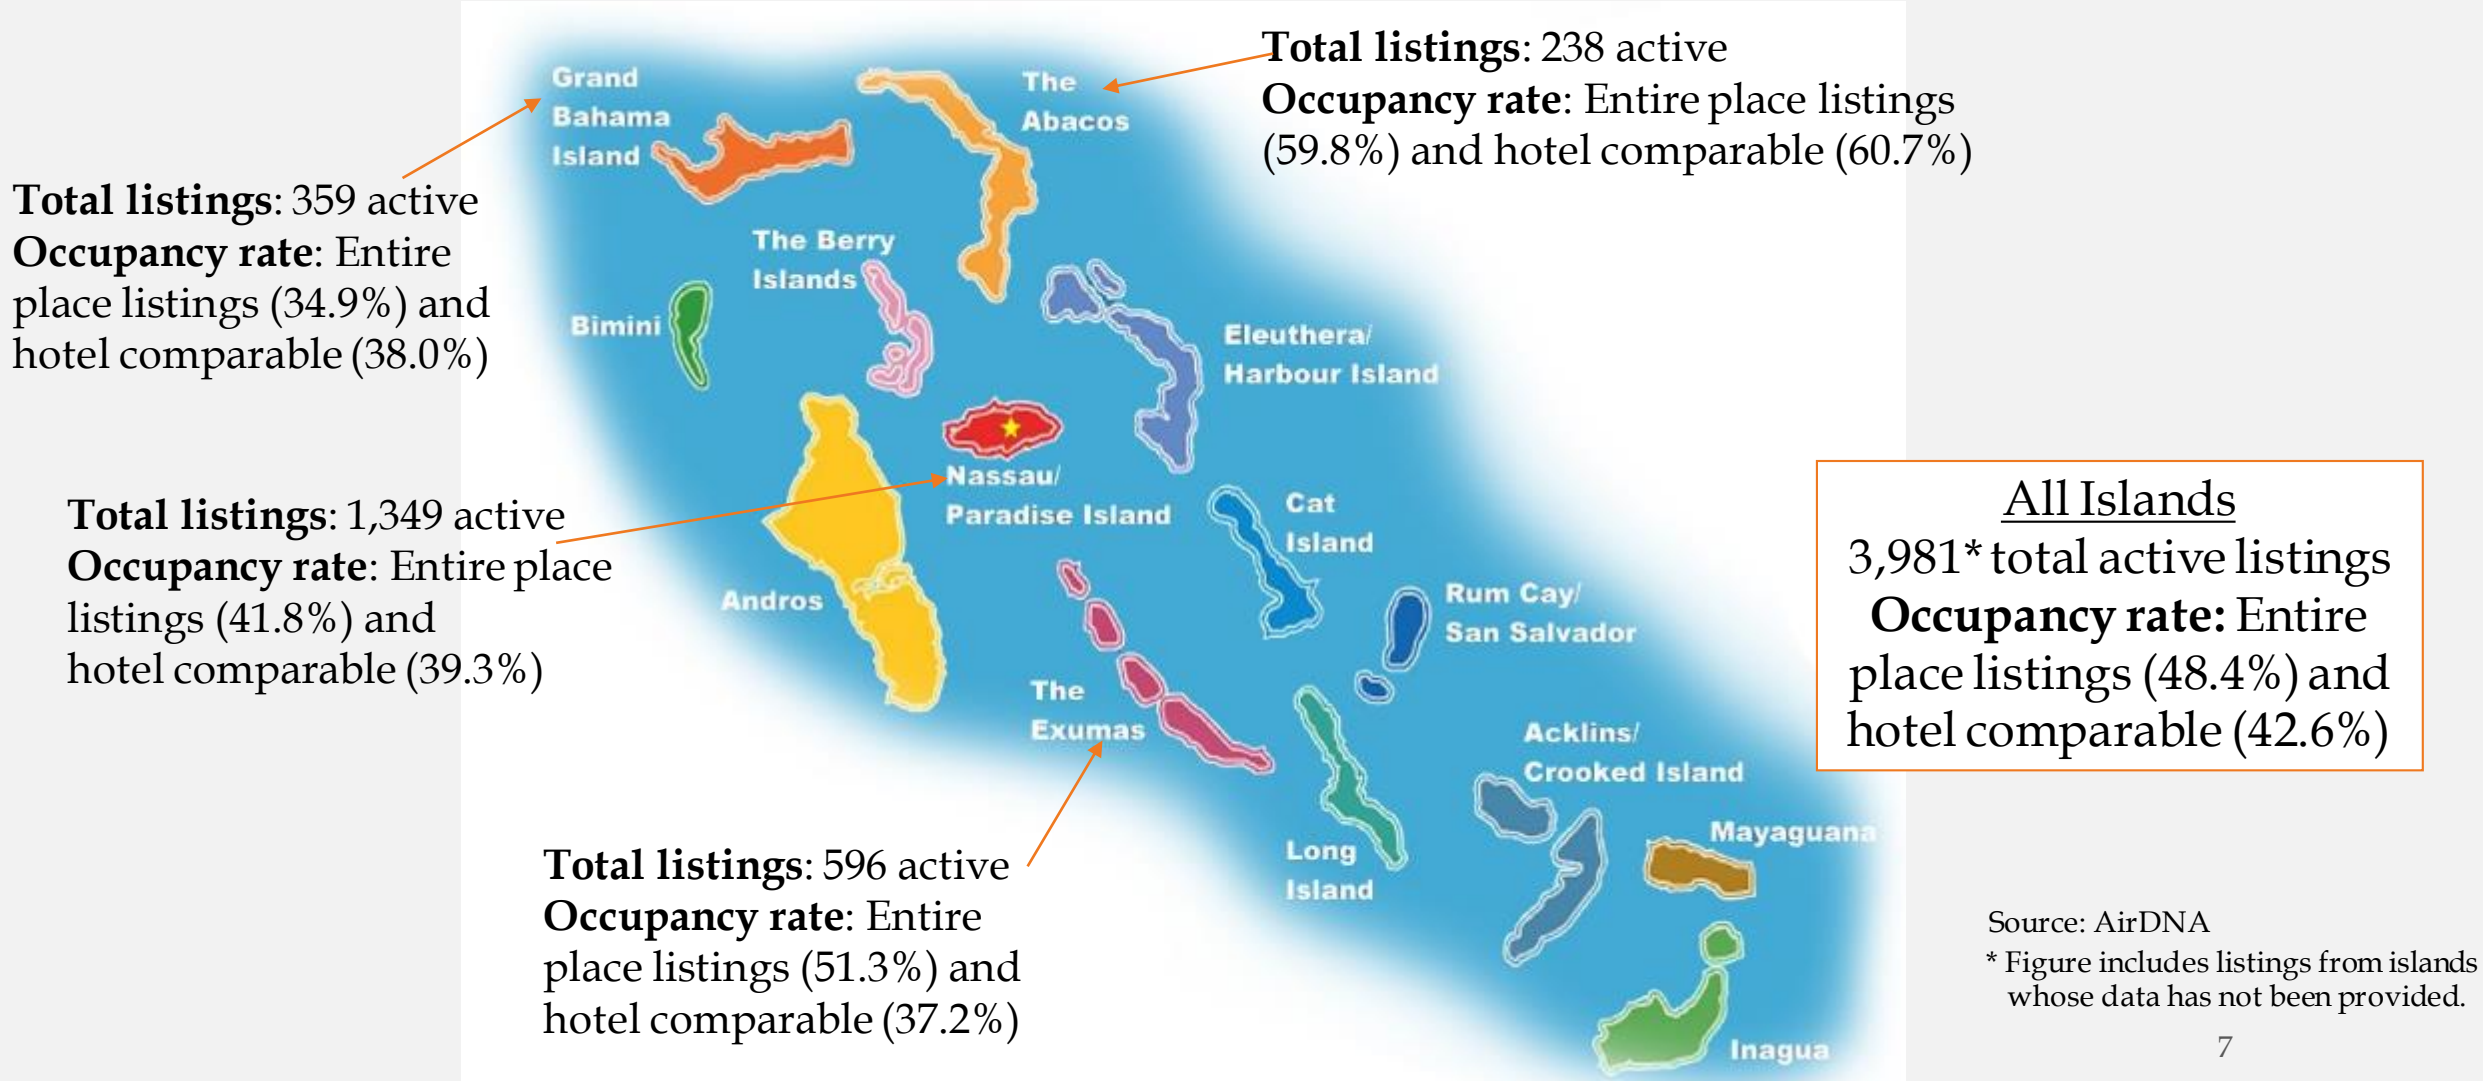 Total listings: 238 active
Occupancy rate: Entire place listings
(59.8%) and hotel comparable (60.7%)
Grand
Bahama
Island
The
Abacos
Total listings: 359 active
Occupancy rate: Entire
place listings (34.9%) and
hotel comparable (38.0%)
The Berry
Islands
Bimini
Eleuthera/
Harbour Island
Nassau/
Paradise Island
Total listings: 1,349 active
Occupancy rate: Entire place
listings (41.8%) and
hotel comparable (39.3%)
Andros
Cat
Island
Rum Cay/
San Salvador
All Islands
3,981* total active listings
Occupancy rate: Entire
place listings (48.4%) and
hotel comparable (42.6%)
The
Exumas
Acklins/
Crooked Island
Mayaguana
Long
Island
Total listings: 596 active
Occupancy rate: Entire
place listings (51.3%) and
hotel comparable (37.2%)
Inagua
Source: AirDNA
* Figure includes listings from islands
whose data has not been provided.
7